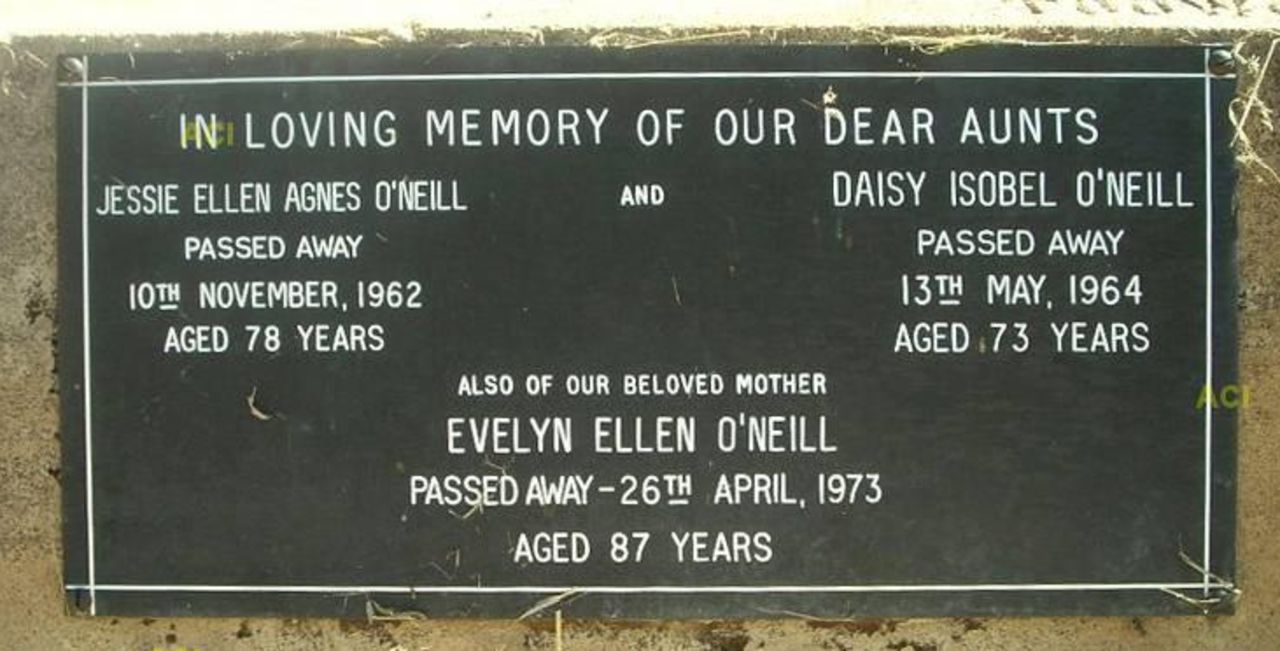 IN LOVING MEMORY OF OUR DEAR AUNTS
JESSIE ELLEN AGNES O'NEILL AND DAISY ISOBEL O'NEILL
PASSED AWAY PASSED AWAY
10TH NOVEMBER, 1962 13TH MAY, 1964
AGED 78 YEARS AGED 73 YEARS
ALSO OF OUR BELOVED MOTHER
EVELYN ELLEN O'NEILL
PASSED AWAY - 26TH APRIL, 1973
AGED 87 YEARS
ACI
ACI